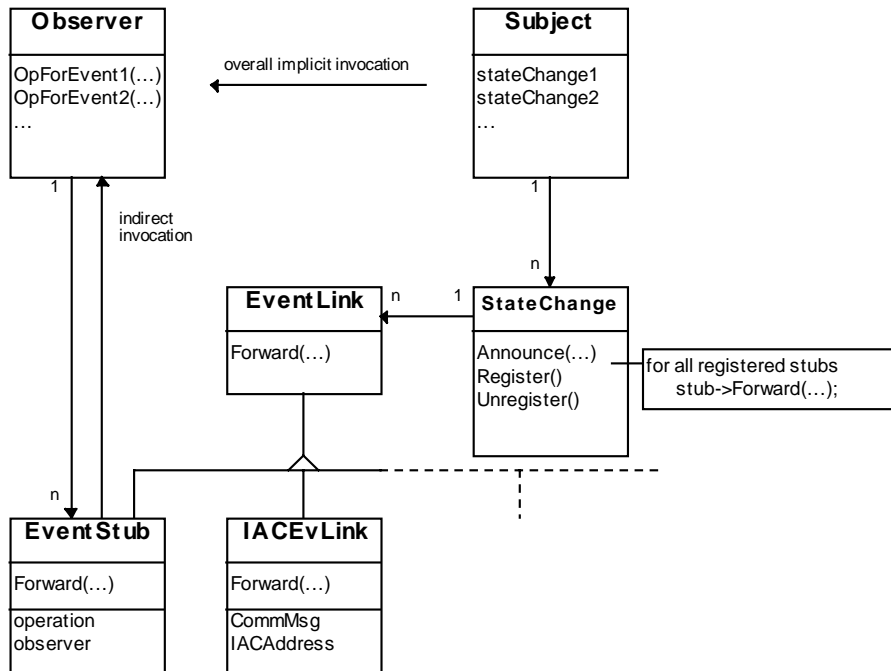 Observer
OpForEvent1(…)
OpForEvent2(…)
…
overall implicit invocation
Subject
stateChange1
stateChange2
…
1
indirect
invocation
1
n
EventLink
Forward(…)
n
1
StateChange
Announce(…)
Register()
Unregister()
for all registered stubs
stub->Forward(…);
n
EventStub
Forward(…)
operation
observer
IACEvLink
Forward(…)
CommMsg
IACAddress